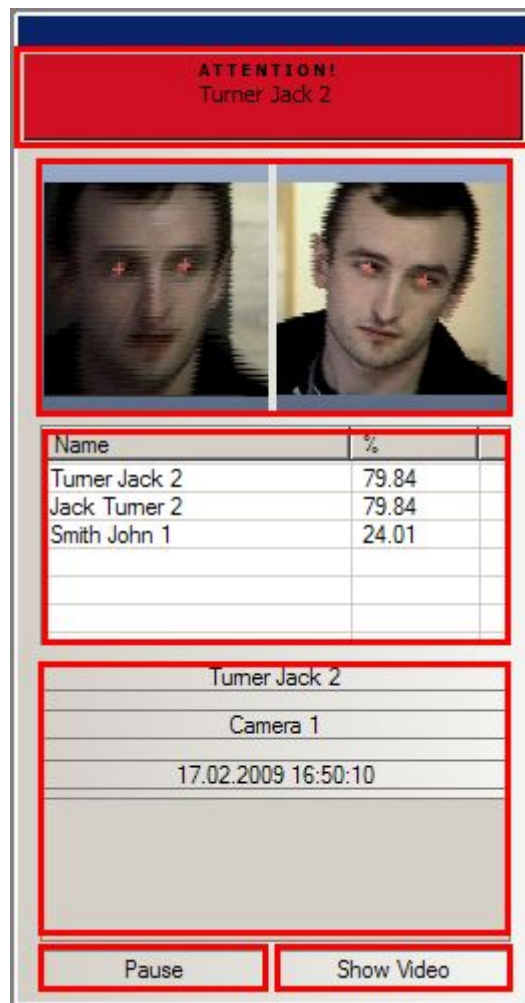 ATTENTION!
Turner Jack 2
Name %
Turner Jack 2 79.84
Jack Turner 2 79.84
Smith John 1 24.01
Turner Jack 2
Camera 1
17.02.2009 16:50:10
Pause Show Video